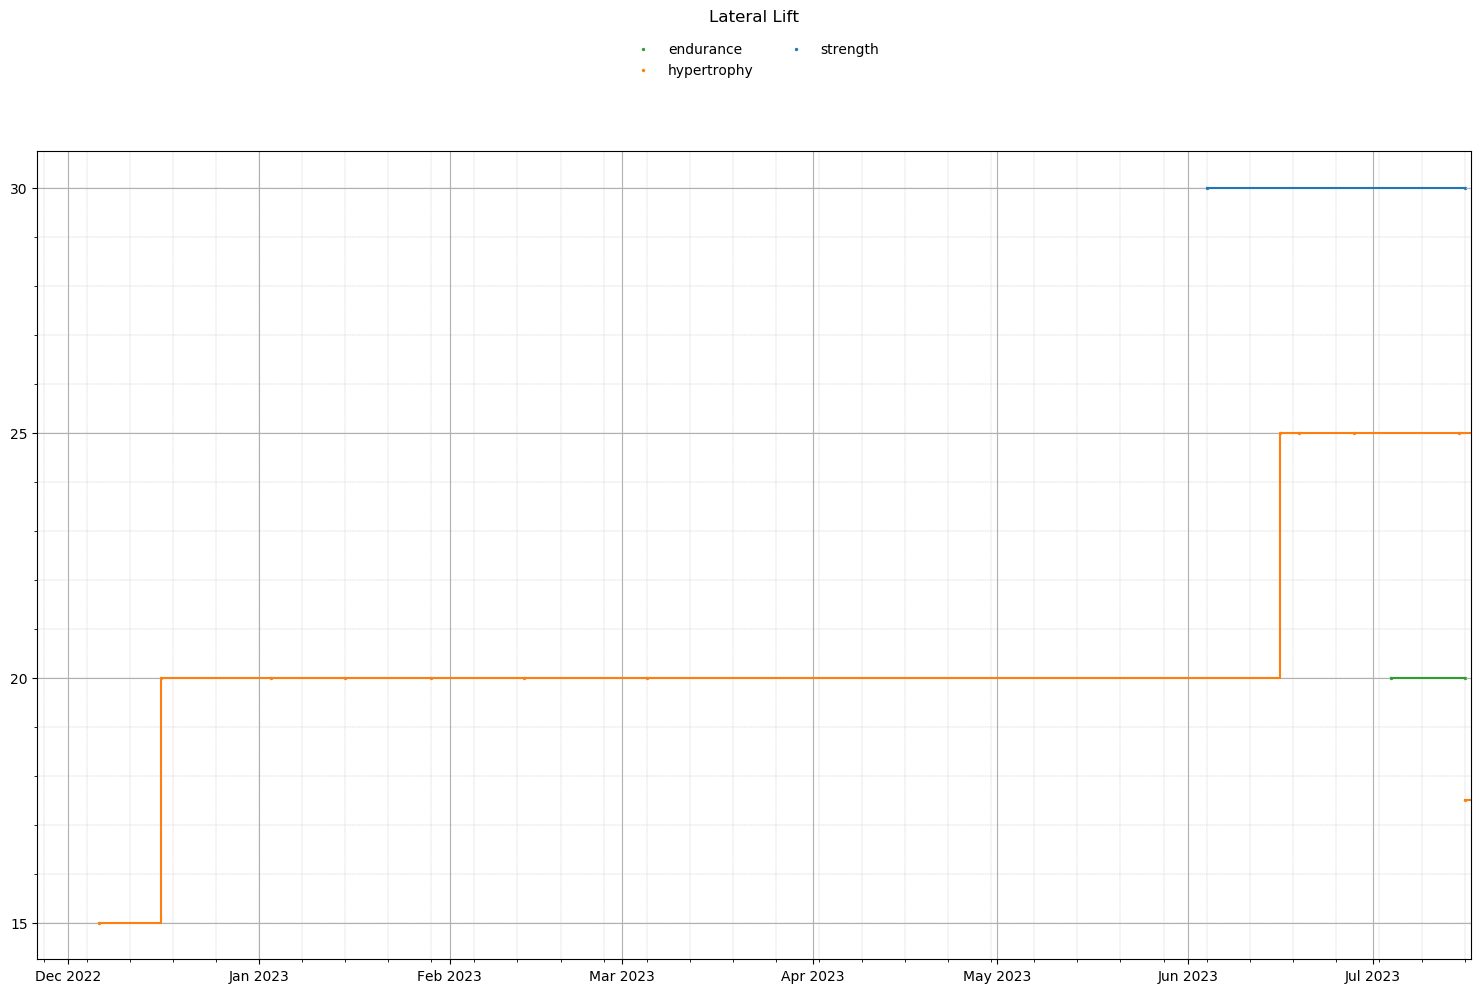 Lateral Lift
endurance
hypertrophy
strength
30
25
20
15
Dec 2022
Jan 2023
Feb 2023
Mar 2023
Apr 2023
May 2023
Jun 2023
Jul 2023